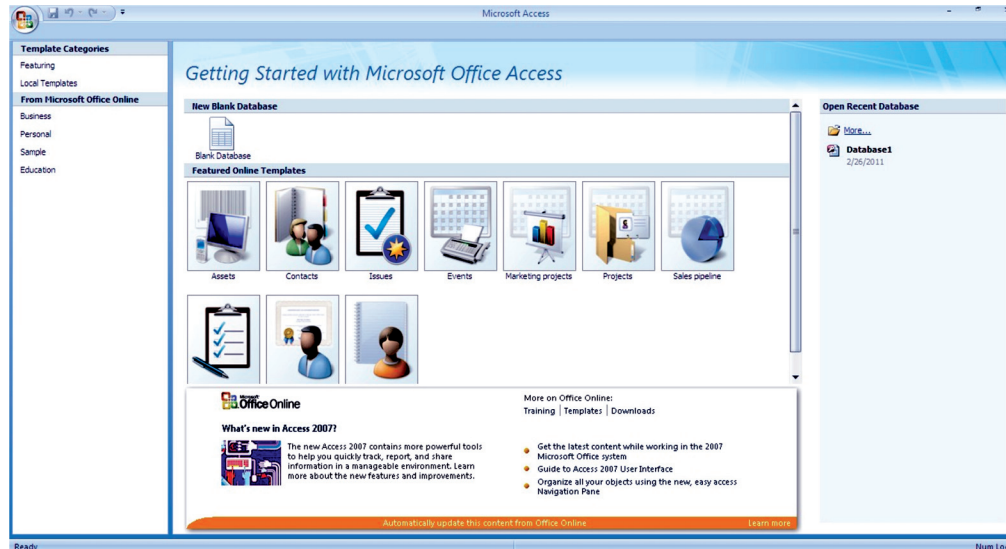 Microsoft Access
Template Categories
Featuring
Local Templates
From Microsoft Office Online
Business
Personal
Sample
Education
Getting Started with Microsoft Office Access
New Blank Database
Blank Database
Featured Online Templates
Assets
Contacts
Issues
Events
Marketing projects
Projects
Sales pipeline
Microsoft
Office Online
What's new in Access 2007?
The new Access 2007 contains more powerful tools
to help you quickly track, report, and share
information in a manageable environment. Learn
more about the new features and improvements.
More on Office Online:
Training | Templates | Downloads
Get the latest content while working in the 2007
Microsoft Office system
Guide to Access 2007 User Interface
Organize all your objects using the new, easy access
Navigation Pane
Automatically update this content from Office Online
Learn more
Open Recent Database
More...
Database1
2/26/2011
Ready
Num Lo